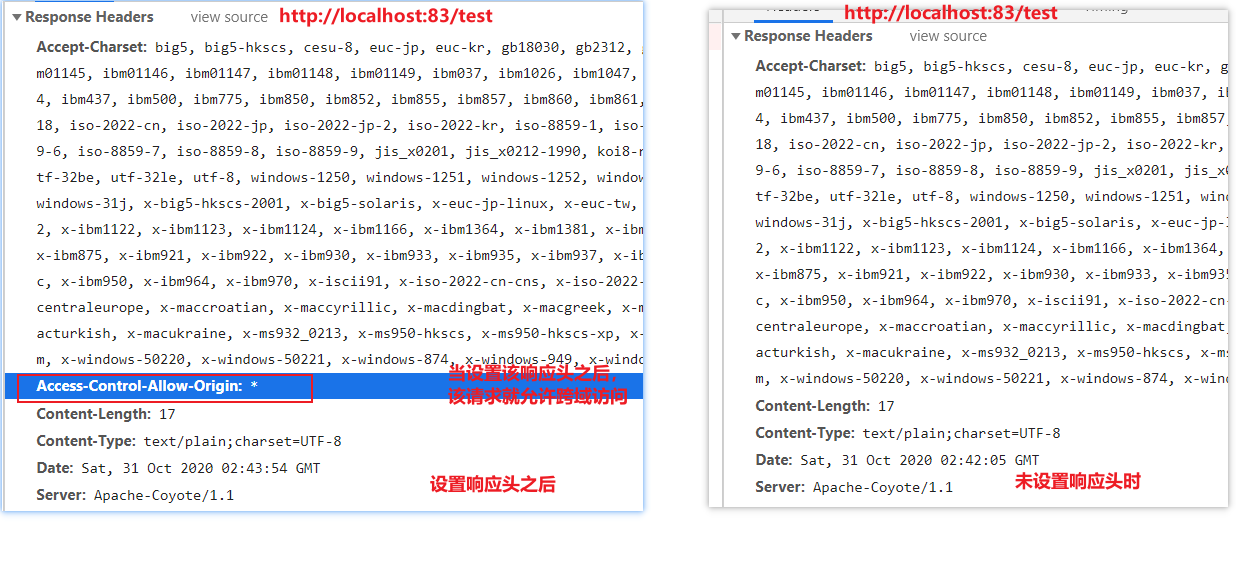 Response Headers view source http://localhost:83/test
Accept-Charset: big5, big5-hkscs, cesu-8, euc-jp, euc-kr, gb18030, gb2312,
m01145, ibm01146, ibm01147, ibm01148, ibm01149, ibm037, ibm1026, ibm1047,
4, ibm437, ibm500, ibm775, ibm850, ibm852, ibm855, ibm857, ibm860, ibm861,
18, iso-2022-cn, iso-2022-jp, iso-2022-jp-2, iso-2022-kr, iso-8859-1, iso-
9-6, iso-8859-7, iso-8859-8, iso-8859-9, jis_x0201, jis_x0212-1990, koi8-r
tf-32be, utf-32le, utf-8, windows-1250, windows-1251, windows-1252, window
windows-31j, x-big5-hkscs-2001, x-big5-solaris, x-euc-jp-linux, x-euc-tw,
2, x-ibm1122, x-ibm1123, x-ibm1124, x-ibm1166, x-ibm1364, x-ibm1381, x-ibm
x-ibm875, x-ibm921, x-ibm922, x-ibm930, x-ibm933, x-ibm935, x-ibm937, x-ib
c, x-ibm950, x-ibm964, x-ibm970, x-iscii91, x-iso-2022-cn-cns, x-iso-2022-
centraleurope, x-maccroatian, x-maccyrillic, x-macdingbat, x-macgreek, x-m
acturkish, x-macukraine, x-ms932_0213, x-ms950-hkscs, x-ms950-hkscs-xp, x-
m, x-windows-50220, x-windows-50221, x-windows-874, x-windows-949, x-windo
当设置该响应头之后,
Access-Control-Allow-Origin: *
该请求就允许跨域访问
Content-Length: 17
Content-Type: text/plain;charset=UTF-8
Date: Sat, 31 Oct 2020 02:43:54 GMT
设置响应头之后
Server: Apache-Coyote/1.1
http://localhost:83/test
Response Headers view source
Accept-Charset: big5, big5-hkscs, cesu-8, euc-jp, euc-kr, g
m01145, ibm01146, ibm01147, ibm01148, ibm01149, ibm037, ib
4, ibm437, ibm500, ibm775, ibm850, ibm852, ibm855, ibm857,
18, iso-2022-cn, iso-2022-jp, iso-2022-jp-2, iso-2022-kr,
9-6, iso-8859-7, iso-8859-8, iso-8859-9, jis_x0201, jis_x0
tf-32be, utf-32le, utf-8, windows-1250, windows-1251, wind
windows-31j, x-big5-hkscs-2001, x-big5-solaris, x-euc-jp-l
2, x-ibm1122, x-ibm1123, x-ibm1124, x-ibm1166, x-ibm1364,
x-ibm875, x-ibm921, x-ibm922, x-ibm930, x-ibm933, x-ibm935
c, x-ibm950, x-ibm964, x-ibm970, x-iscii91, x-iso-2022-cn-
centraleurope, x-maccroatian, x-maccyrillic, x-macdingbat,
acturkish, x-macukraine, x-ms932_0213, x-ms950-hkscs, x-ms
m, x-windows-50220, x-windows-50221, x-windows-874, x-wind
Content-Length: 17
Content-Type: text/plain;charset=UTF-8
Date: Sat, 31 Oct 2020 02:42:05 GMT
未设置响应头时
Server: Apache-Coyote/1.1